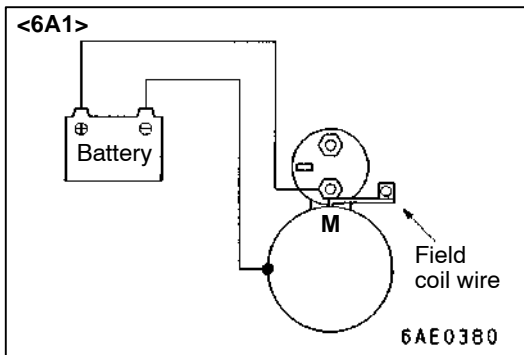 <6A1>
⊕ ⊖
Battery
M
Field
coil wire
6AE0380